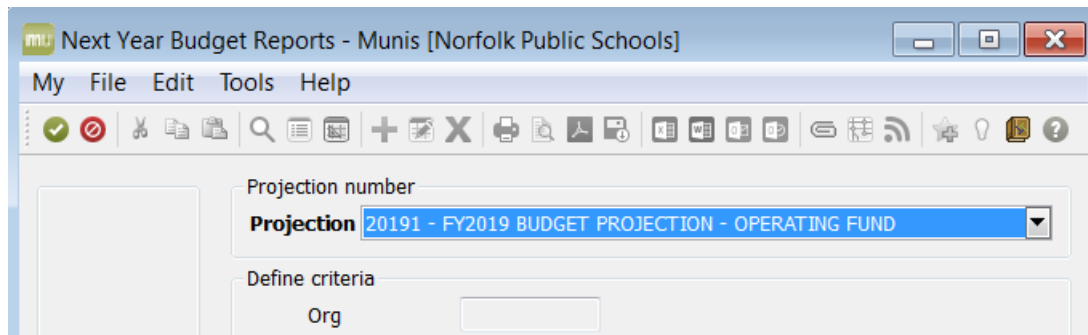 mu Next Year Budget Reports - Munis [Norfolk Public Schools]
My File Edit Tools Help
Projection number
Projection 20191 - FY2019 BUDGET PROJECTION - OPERATING FUND
Define criteria
Org